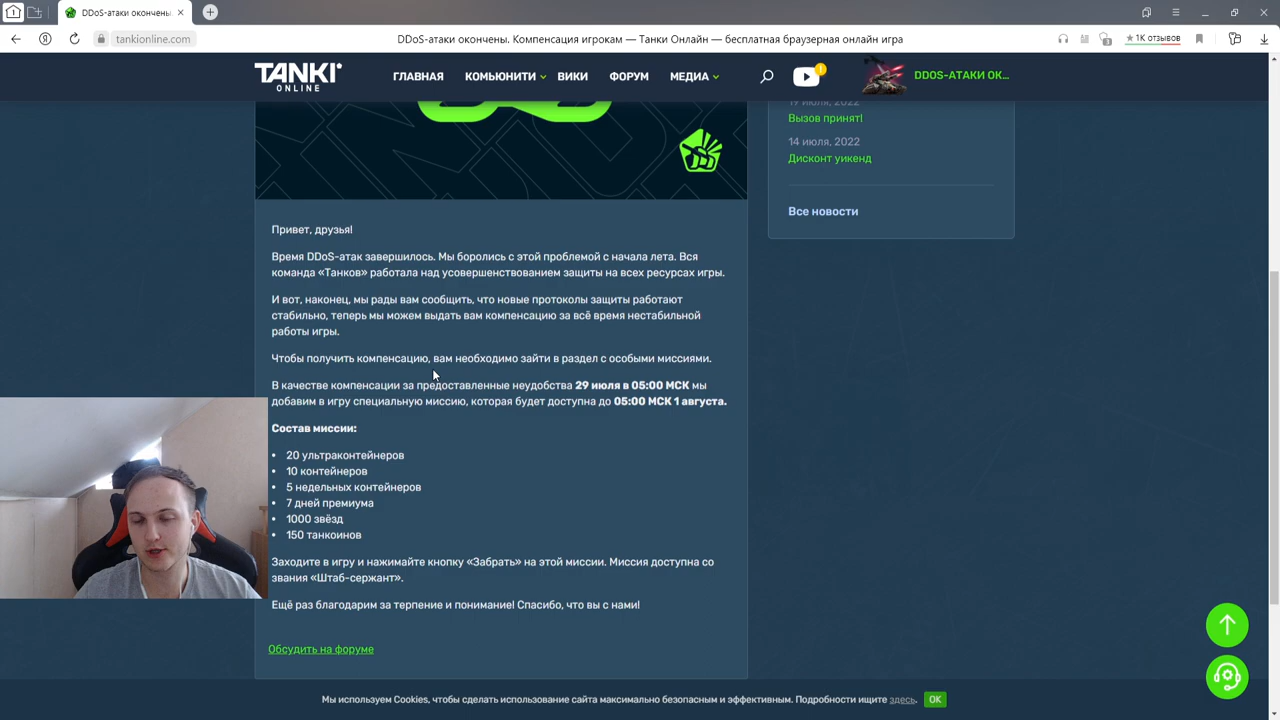 DDoS-атаки окончены.
tankionline.com
DDoS-атаки окончены. Компенсация игрокам — Танки Онлайн — бесплатная браузерная онлайн игра
1К отзывов
TANKI
ONLINE
ГЛАВНАЯ
КОМЬЮНИТИ
ВИКИ
ФОРУМ
МЕДИА
DDOS-АТАКИ ОК...
19 июля, 2022
Вызов принят!
14 июля, 2022
Дисконт уикенд
Все новости
Привет, друзья!
Время DDoS-атак завершилось. Мы боролись с этой проблемой с начала лета. Вся
команда «Танков» работала над усовершенствованием защиты на всех ресурсах игры.
И вот, наконец, мы рады вам сообщить, что новые протоколы защиты работают
стабильно, теперь мы можем выдать вам компенсацию за всё время нестабильной
работы игры.
Чтобы получить компенсацию, вам необходимо зайти в раздел с особыми миссиями.
В качестве компенсации за предоставленные неудобства 29 июля в 05:00 МСК мы
добавим в игру специальную миссию, которая будет доступна до 05:00 МСК 1 августа.
Состав миссии:
• 20 ультраконтейнеров
• 10 контейнеров
• 5 недельных контейнеров
• 7 дней премиума
• 1000 звёзд
• 150 танкоинов
Заходите в игру и нажимайте кнопку «Забрать» на этой миссии. Миссия доступна со
звания «Штаб-сержант».
Ещё раз благодарим за терпение и понимание! Спасибо, что вы с нами!
Обсудить на форуме
Мы используем Cookies, чтобы сделать использование сайта максимально безопасным и эффективным. Подробности ищите здесь.
OK